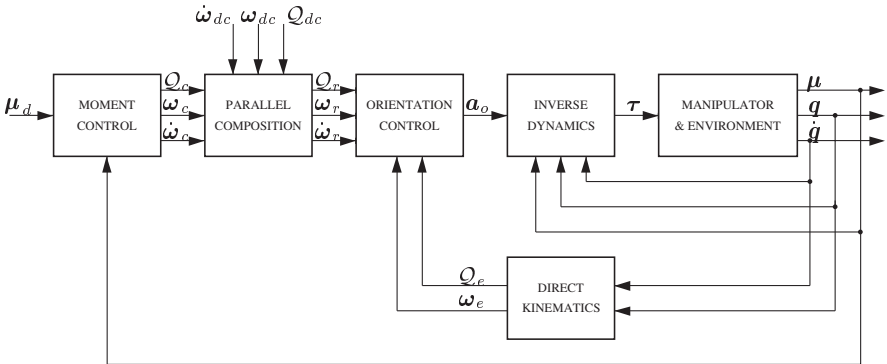 ω̇_dc ω_dc 𝒬_dc
μ_d
MOMENT
CONTROL
𝒬_c
ω_c
ω̇_c
PARALLEL
COMPOSITION
𝒬_r
ω_r
ω̇_r
ORIENTATION
CONTROL
a_o
INVERSE
DYNAMICS
τ
MANIPULATOR
& ENVIRONMENT
μ
q
q̇
𝒬_e
ω_e
DIRECT
KINEMATICS